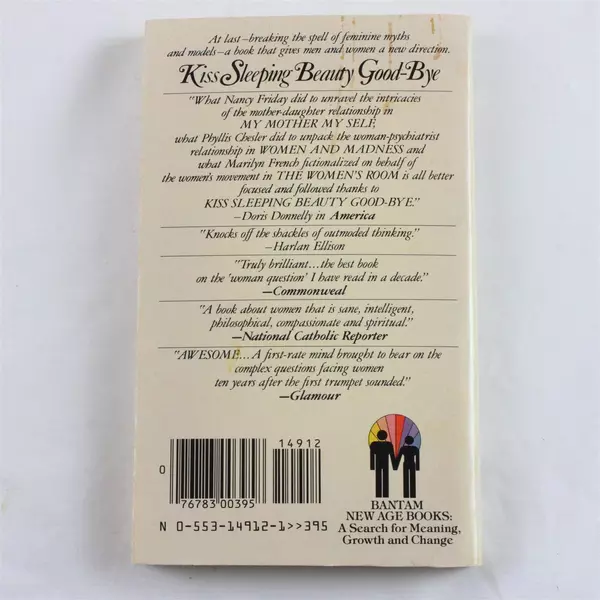 At last–breaking the spell of feminine myths
and models–a book that gives men and women a new direction.
Kiss Sleeping Beauty Good-Bye
"What Nancy Friday did to unravel the intricacies
of the mother-daughter relationship in
MY MOTHER MY SELF,
what Phyllis Chesler did to unpack the woman-psychiatrist
relationship in WOMEN AND MADNESS and
what Marilyn French fictionalized on behalf of
the women's movement in THE WOMEN'S ROOM is all better
focused and followed thanks to
KISS SLEEPING BEAUTY GOOD-BYE."
–Doris Donnelly in America
"Knocks off the shackles of outmoded thinking."
–Harlan Ellison
"Truly brilliant...the best book
on the 'woman question' I have read in a decade."
–Commonweal
"A book about women that is sane, intelligent,
philosophical, compassionate and spiritual."
–National Catholic Reporter
"AWESOME...A first-rate mind brought to bear on the
complex questions facing women
ten years after the first trumpet sounded."
–Glamour
14912
0
76783 00395
N 0-553-14912-1>>395
BANTAM
NEW AGE BOOKS:
A Search for Meaning,
Growth and Change